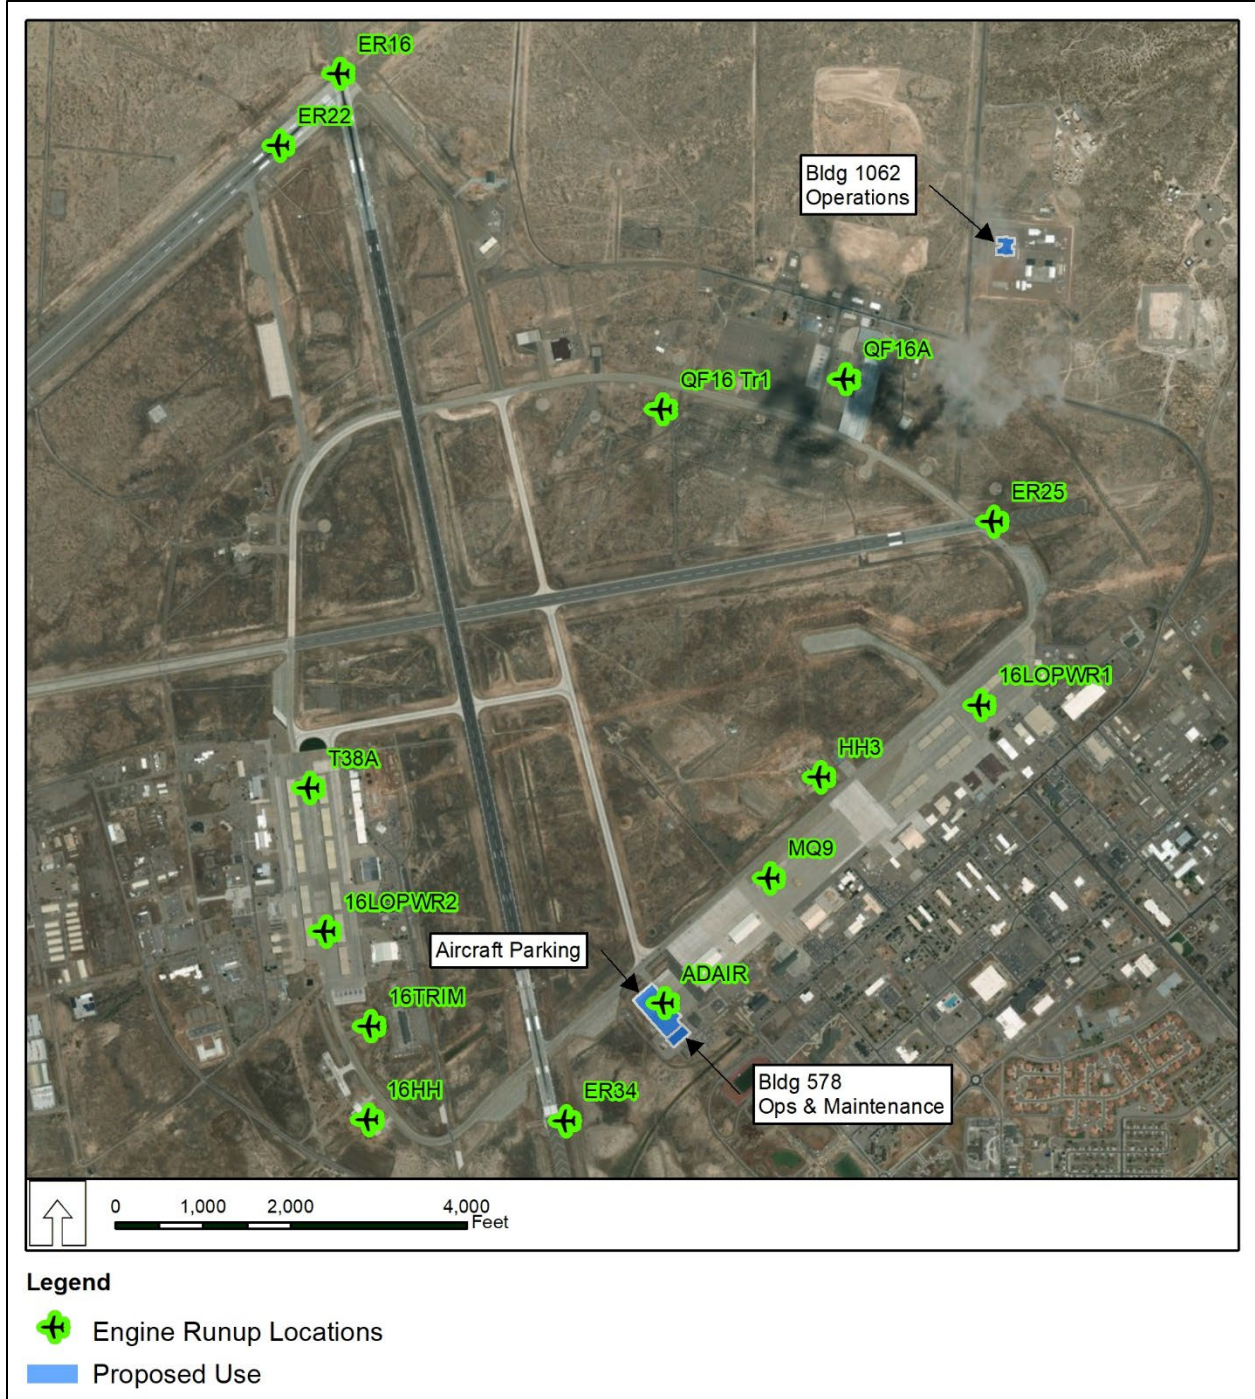 ER16
ER22
Bldg 1062
Operations
QF16A
QF16 Tr1
ER25
16LOPWR1
HH3
T38A
MQ9
16LOPWR2
Aircraft Parking
ADAIR
16TRIM
Bldg 578
Ops & Maintenance
16HH
ER34
0 1,000 2,000 4,000
Feet
Legend
Engine Runup Locations
Proposed Use